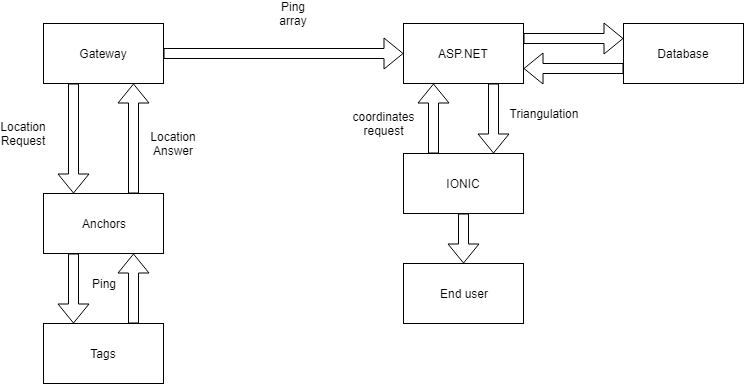 Ping
array
Gateway
ASP.NET
Database
Location
Request
Location
Answer
coordinates
request
Triangulation
Anchors
IONIC
Ping
End user
Tags